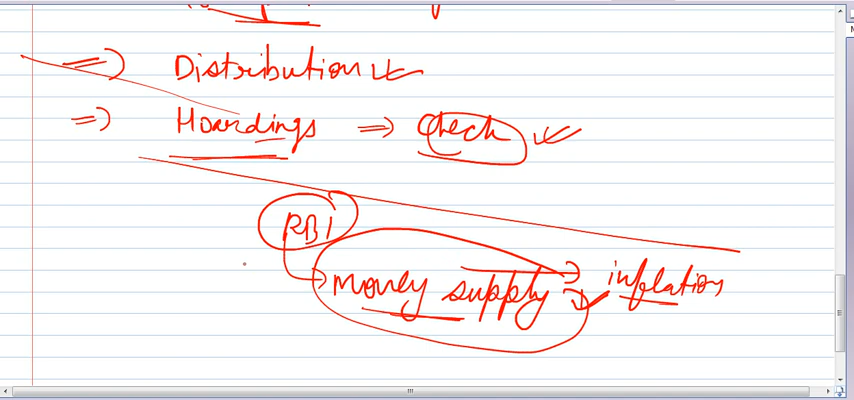 ⇒ Distribution
⇒ Hoardings ⇒ Check
RBI
→ Money supply → inflation